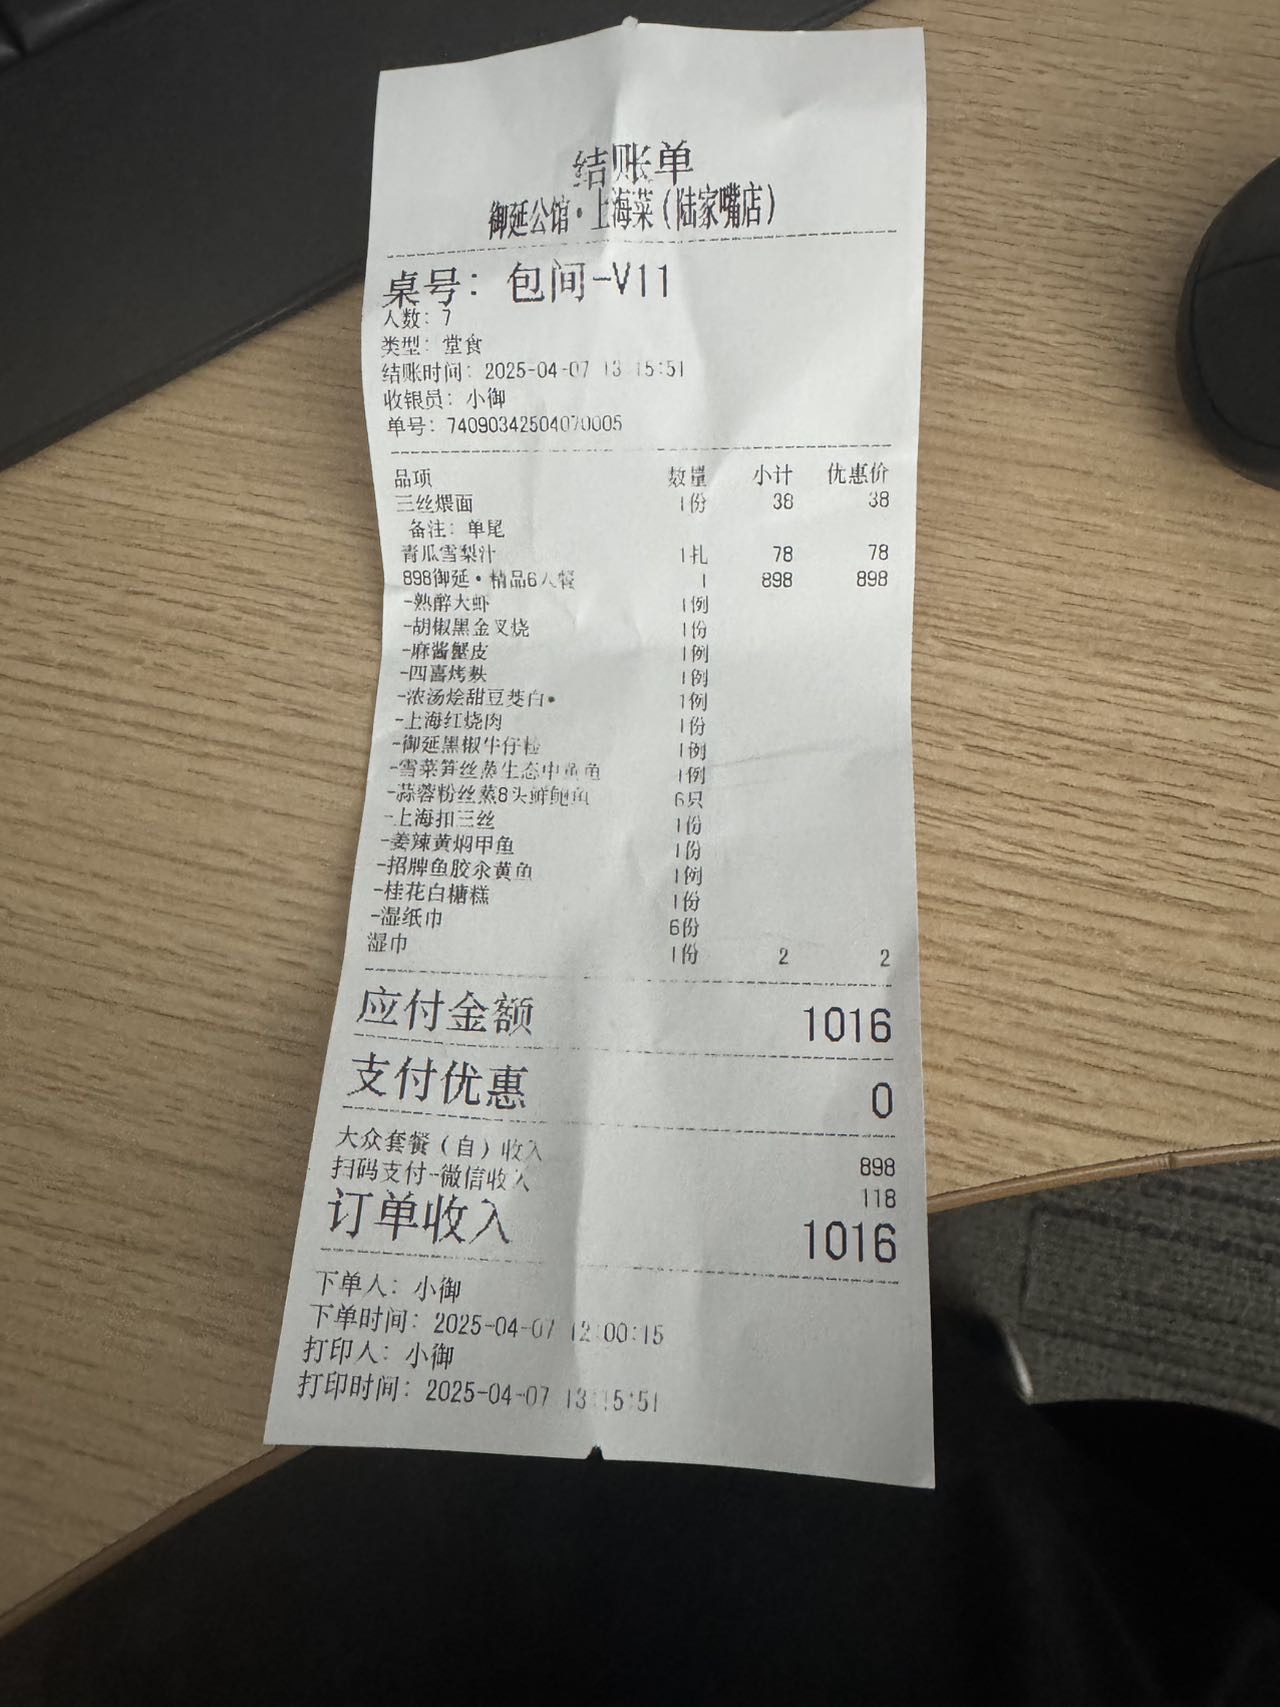 结账单
御延公馆·上海菜(陆家嘴店)
桌号: 包间-V11
人数: 7
类型: 堂食
结账时间: 2025-04-07 13:15:51
收银员: 小御
单号: 74090342504070005
品项 数量 小计 优惠价
三丝煨面 1份 38 38
备注: 单尾
青瓜雪梨汁 1扎 78 78
898御延·精品6人餐 1 898 898
-熟醉大虾 1例
-胡椒黑金叉烧 1份
-麻酱蟹皮 1例
-四喜烤麸 1例
-浓汤烩甜豆茭白· 1例
-上海红烧肉 1份
-御延黑椒牛仔粒 1例
-雪菜笋丝蒸生态中黄鱼 1例
-蒜蓉粉丝蒸8头鲜鲍鱼 6只
-上海扣三丝 1份
-姜辣黄焖甲鱼 1份
-招牌鱼胶汆黄鱼 1例
-桂花白糖糕 1份
-湿纸巾 6份
湿巾 1份 2 2
应付金额 1016
支付优惠 0
大众套餐(自)收入 898
扫码支付-微信收入 118
订单收入 1016
下单人: 小御
下单时间: 2025-04-07 12:00:15
打印人: 小御
打印时间: 2025-04-07 13:15:51